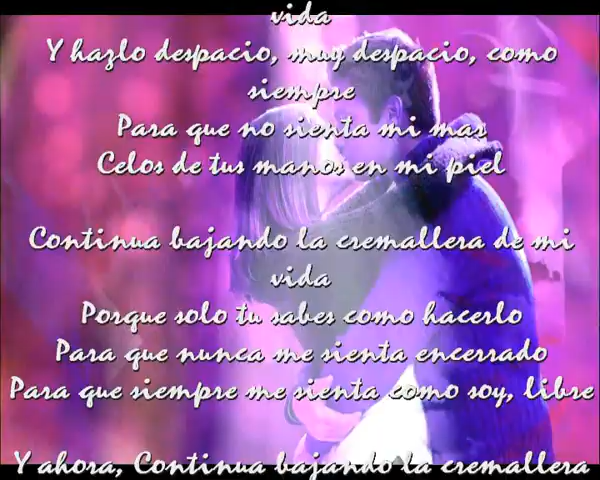 vida
Y hazlo despacio, muy despacio, como
siempre
Para que no sienta mi mas
Celos de tus manos en mi piel
Continua bajando la cremallera de mi
vida
Porque solo tu sabes como hacerlo
Para que nunca me sienta encerrado
Para que siempre me sienta como soy, libre
Y ahora, Continua bajando la cremallera